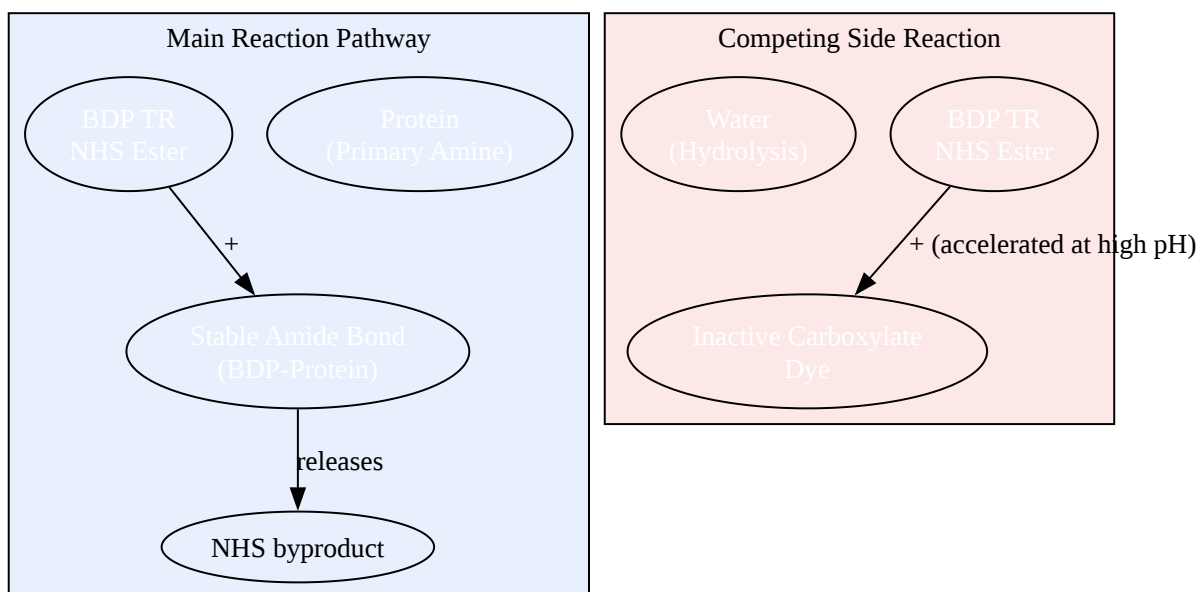 Main Reaction Pathway
BDP TR
NHS Ester
Protein
(Primary Amine)
+
Stable Amide Bond
(BDP-Protein)
releases
NHS byproduct
Competing Side Reaction
Water
(Hydrolysis)
BDP TR
NHS Ester
+ (accelerated at high pH)
Inactive Carboxylate
Dye